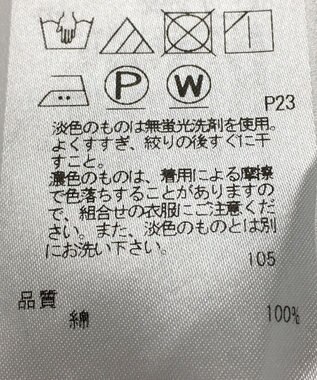 P
W
P23
淡色のものは無蛍光洗剤を使用。
よくすすぎ、絞りの後すぐに干
すこと。
濃色のものは、着用による摩擦
で色落ちすることがありますの
で、組合せの衣服にご注意くだ
さい。また、淡色のものとは別
にお洗い下さい。
105
品質
綿 100%